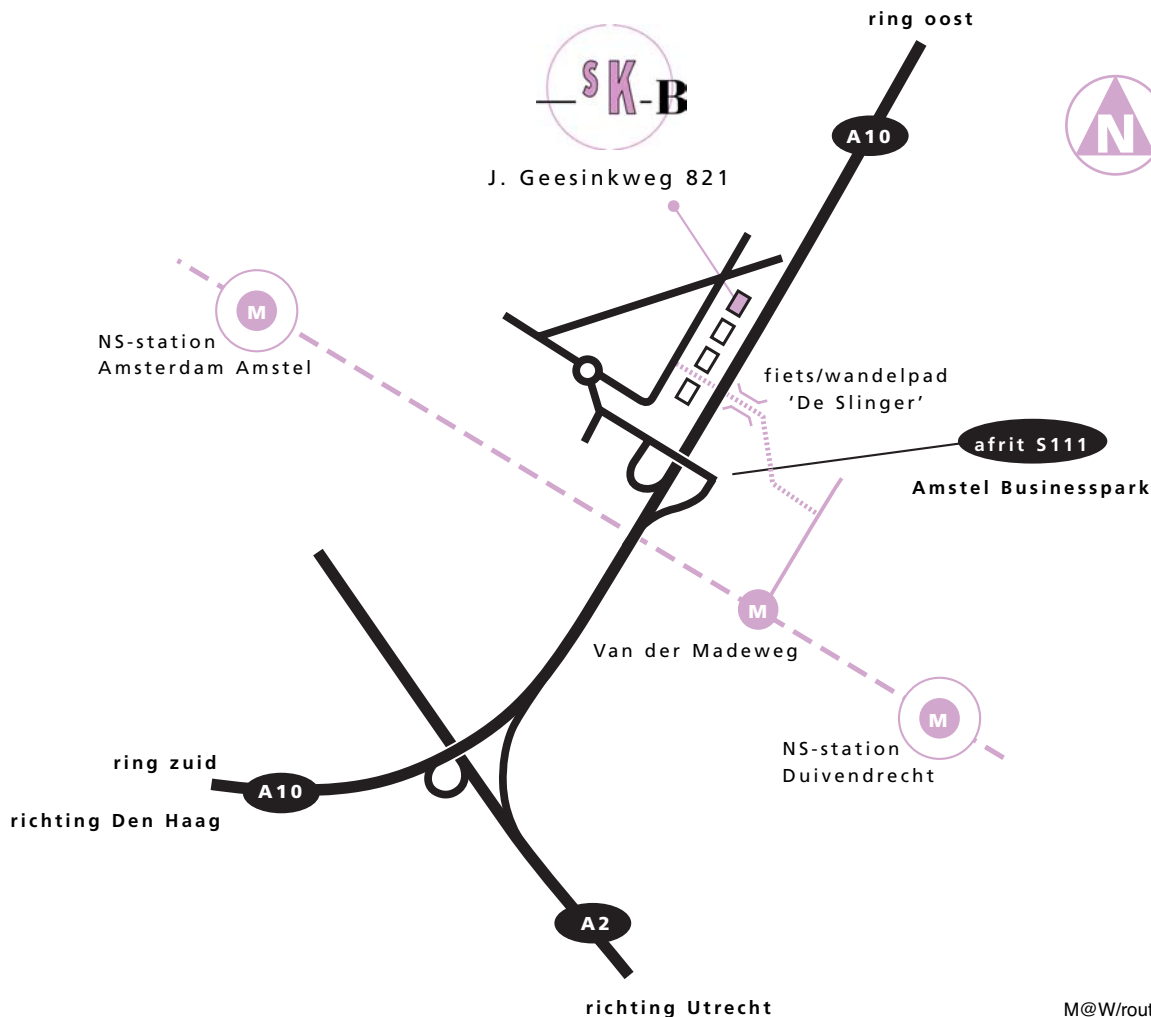 ring oost
S K - B
A10
N
J. Geesinkweg 821
M
NS-station
Amsterdam Amstel
fiets/wandelpad
'De Slinger'
afrit S111
Amstel Businesspark
M
Van der Madeweg
M
NS-station
Duivendrecht
ring zuid
A10
richting Den Haag
A2
richting Utrecht
M@W/rout